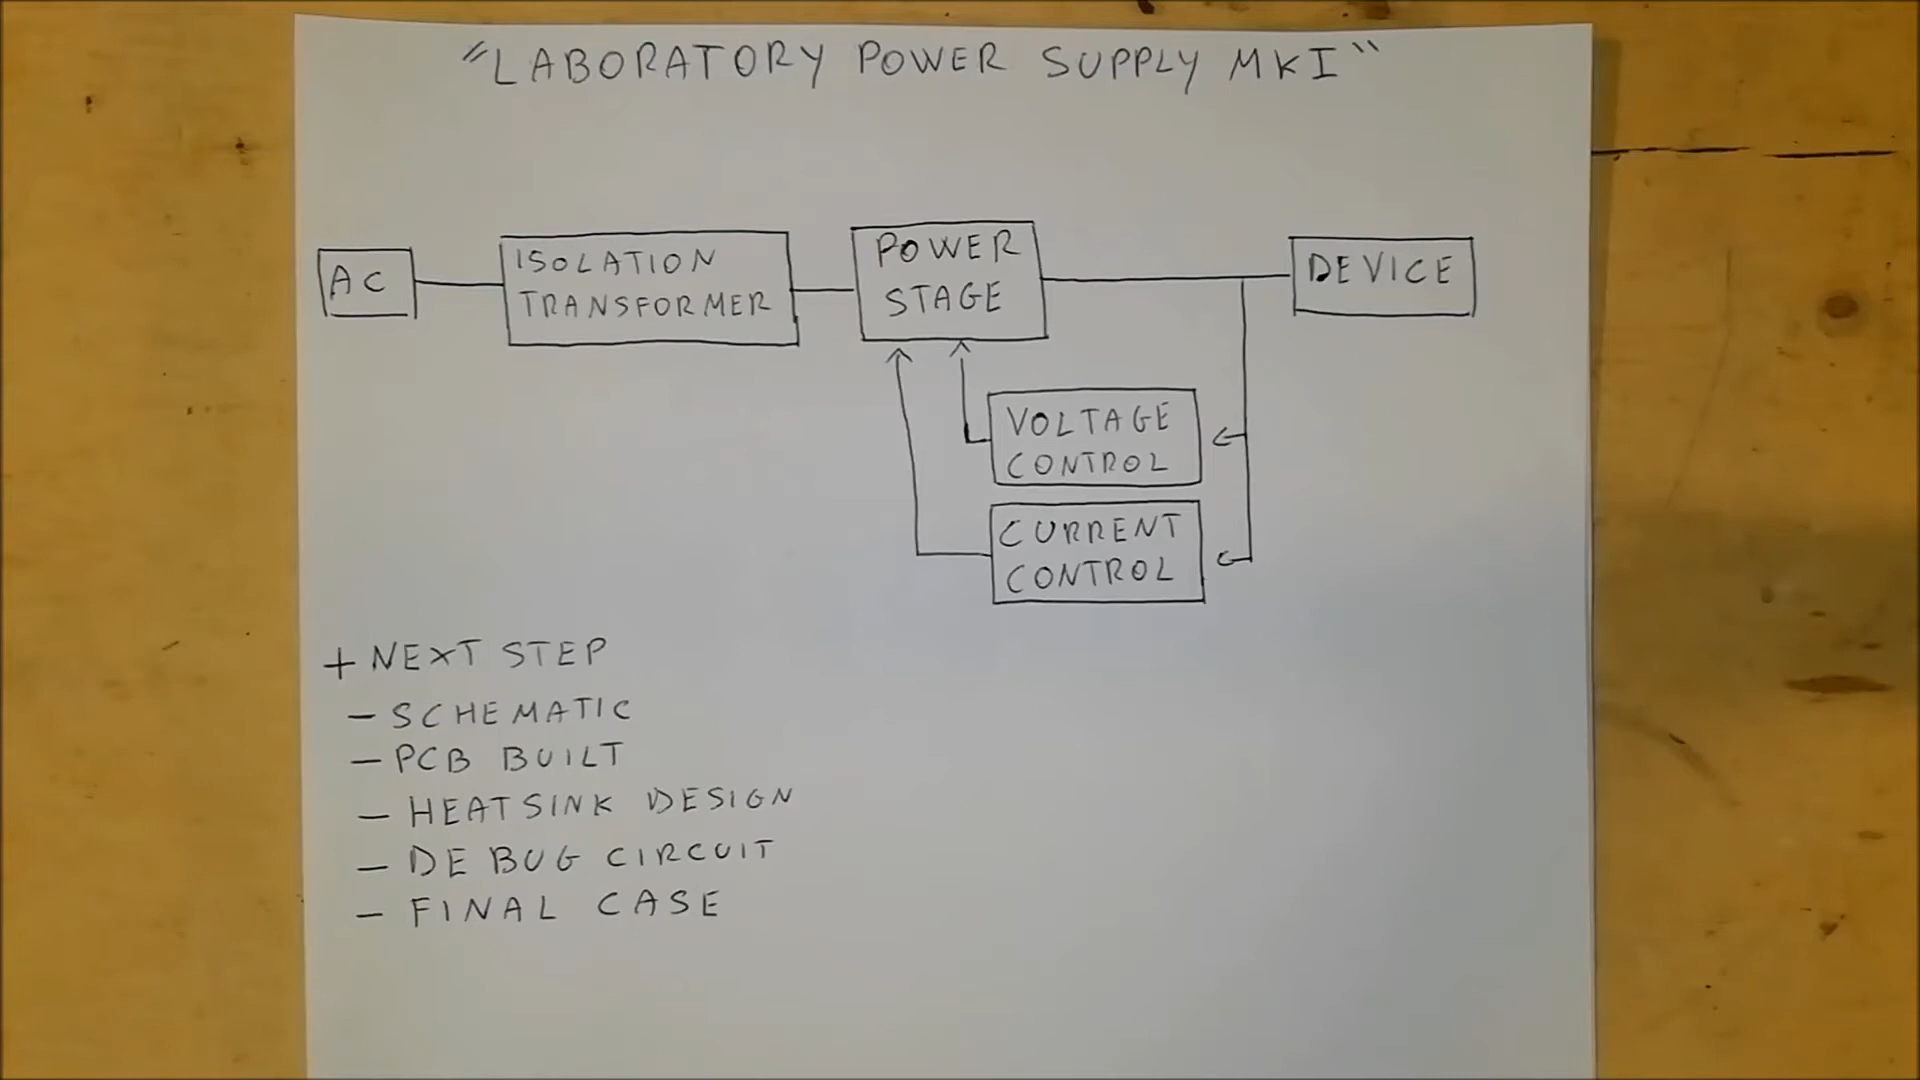 "LABORATORY POWER SUPPLY MKI"
AC
ISOLATION
TRANSFORMER
POWER
STAGE
DEVICE
VOLTAGE
CONTROL
CURRENT
CONTROL
+ NEXT STEP
- SCHEMATIC
- PCB BUILT
- HEATSINK DESIGN
- DEBUG CIRCUIT
- FINAL CASE